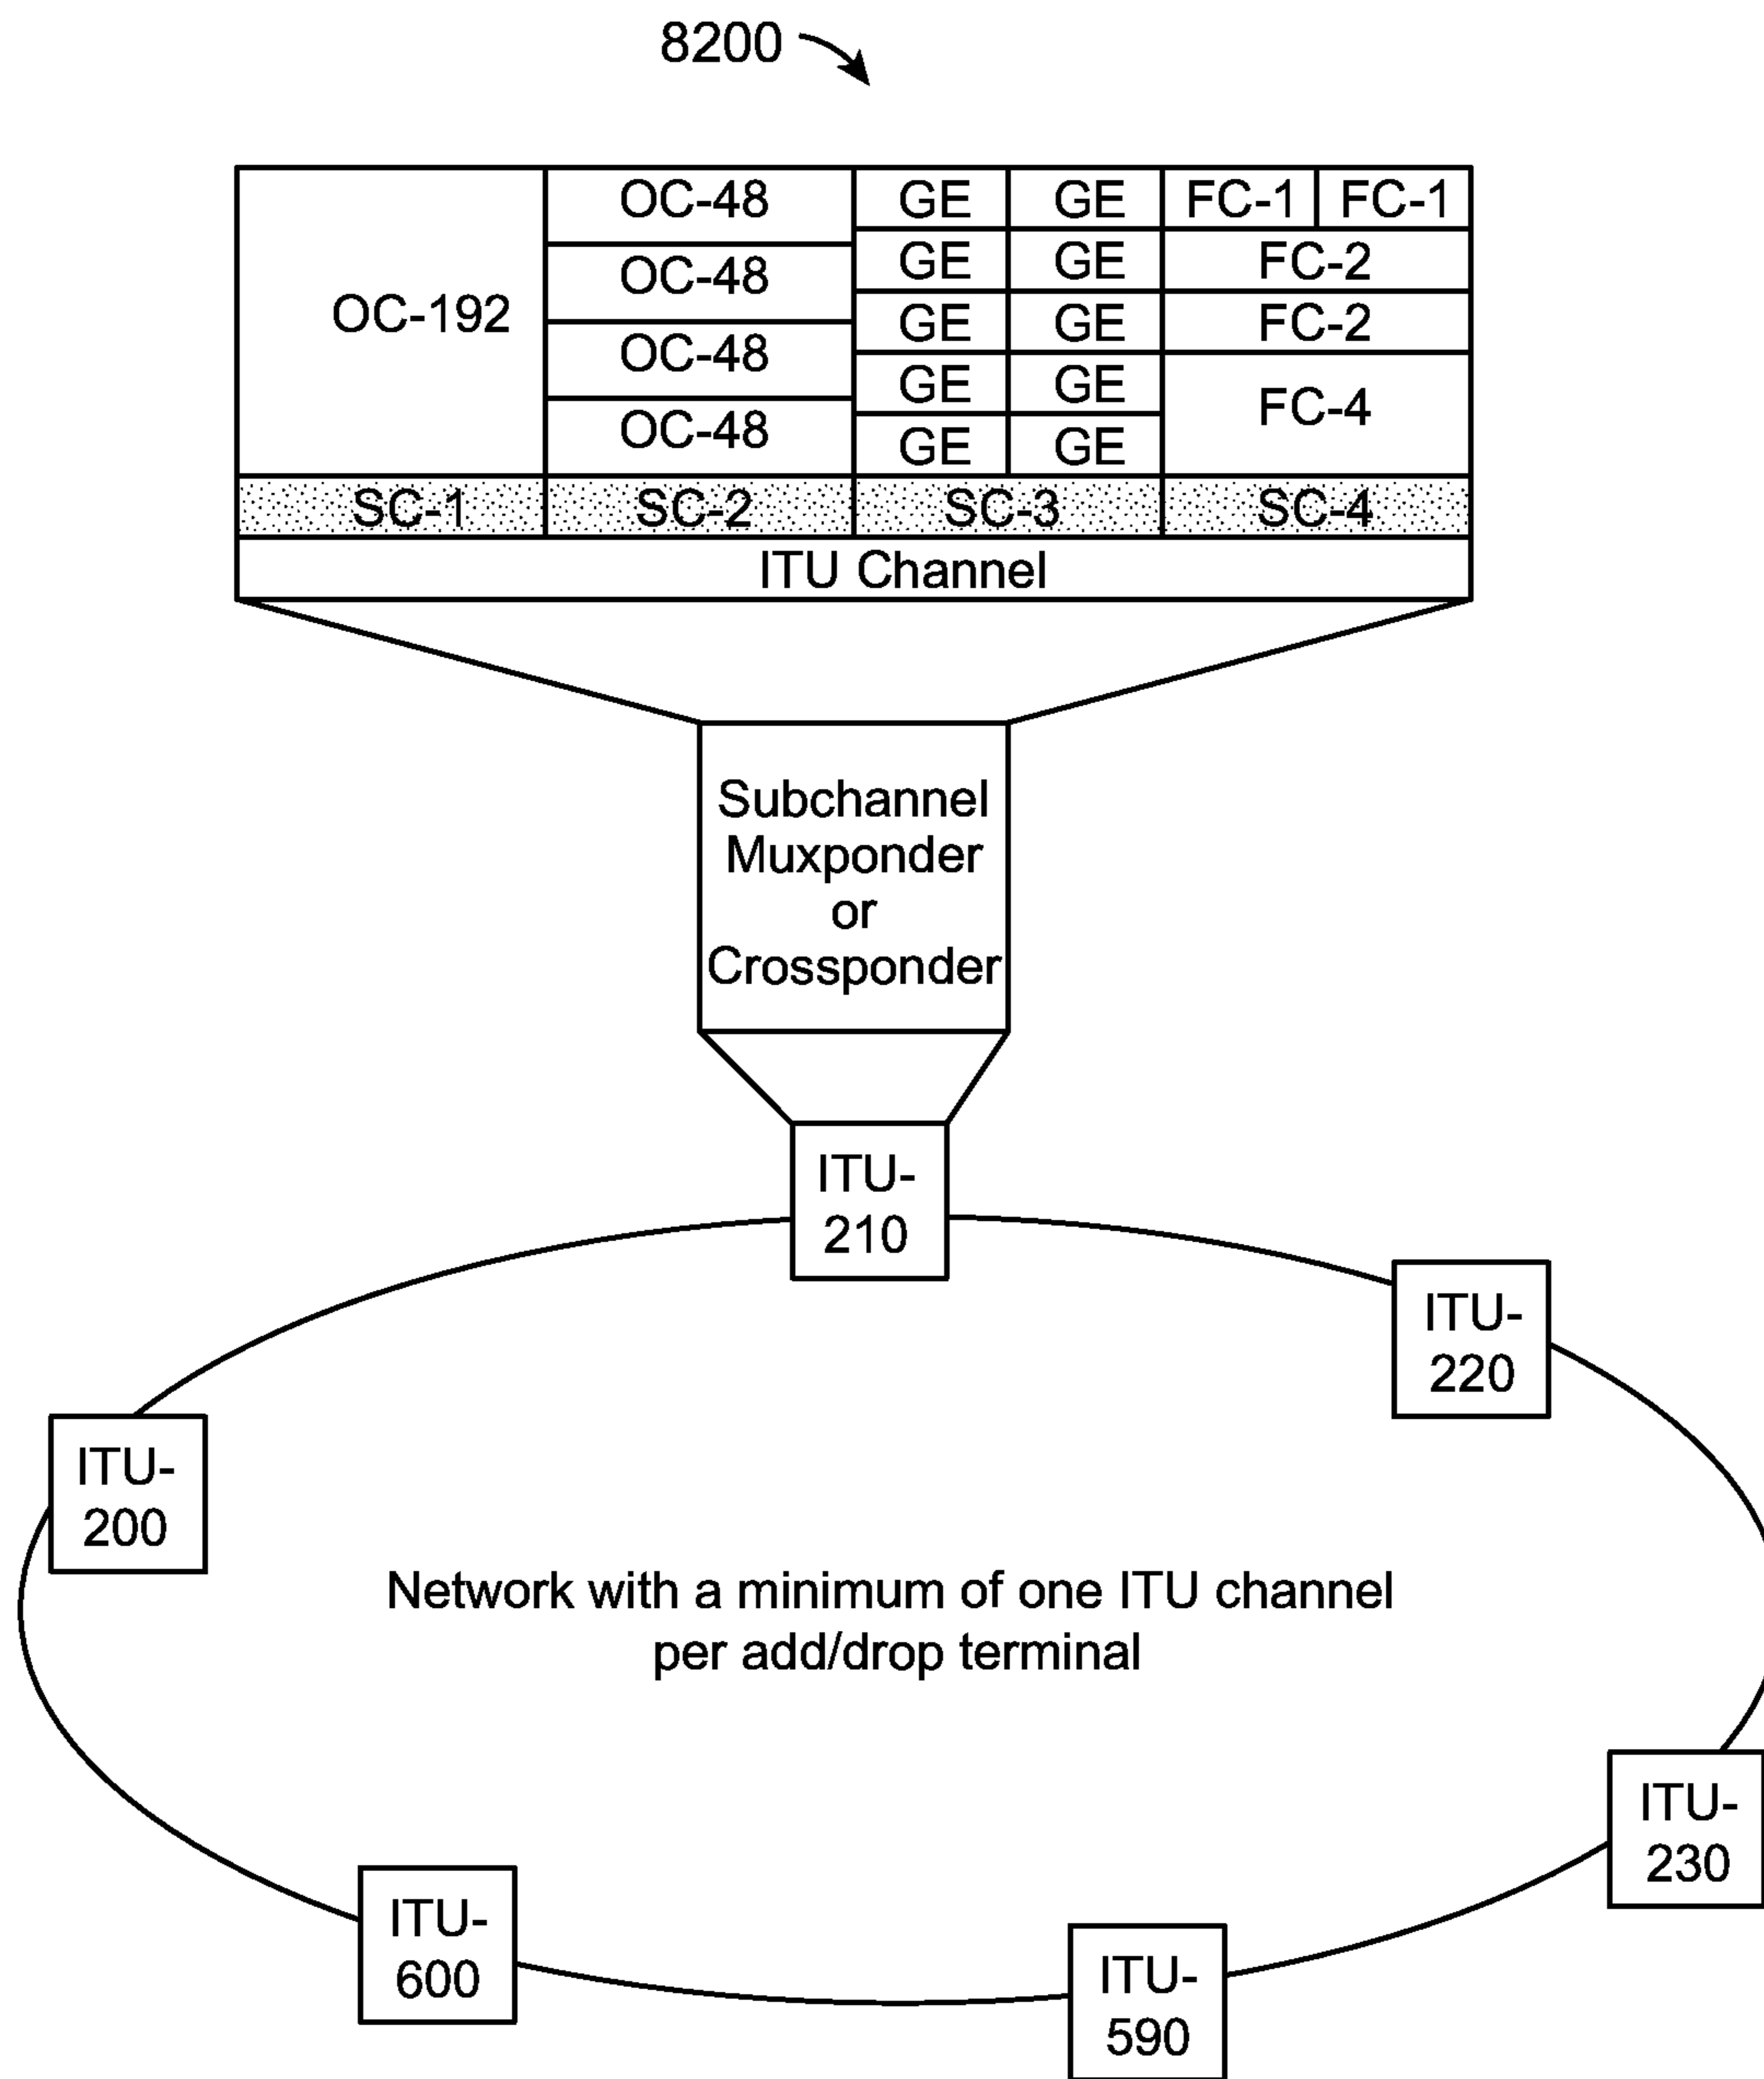 8200
OC-192
OC-48
OC-48
OC-48
OC-48
GE GE
GE GE
GE GE
GE GE
GE GE
FC-1 FC-1
FC-2
FC-2
FC-4
SC-1 SC-2 SC-3 SC-4
ITU Channel
Subchannel
Muxponder
or
Crossponder
ITU-
210
ITU-
220
ITU-
200
Network with a minimum of one ITU channel
per add/drop terminal
ITU-
230
ITU-
600
ITU-
590